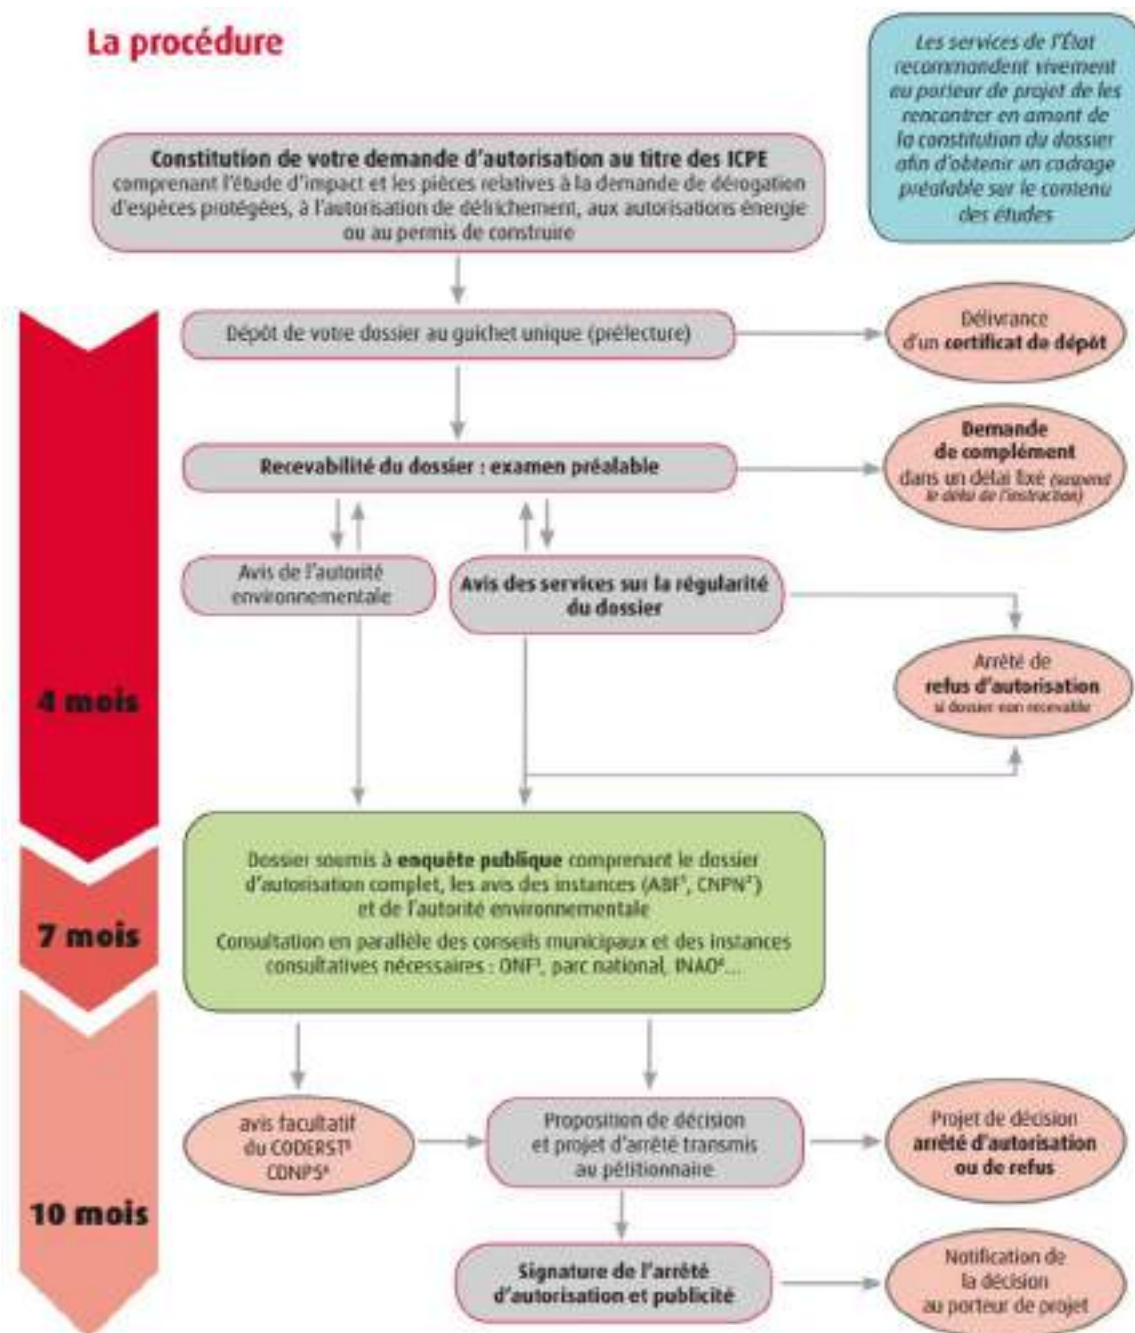 La procédure
Les services de l'État
recommandent vivement
au porteur de projet de les
rencontrer en amont de
la constitution du dossier
afin d'obtenir un cadrage
préalable sur le contenu
des études
Constitution de votre demande d'autorisation au titre des ICPE
comprenant l'étude d'impact et les pièces relatives à la demande de dérogation
d'espèces protégées, à l'autorisation de défrichement, aux autorisations énergie
ou au permis de construire
Dépôt de votre dossier au guichet unique (préfecture)
Délivrance
d'un certificat de dépôt
Recevabilité du dossier : examen préalable
Demande
de complément
dans un délai fixé (suspend
le délai de l'instruction)
Avis de l'autorité
environnementale
Avis des services sur la régularité
du dossier
Arrêté de
refus d'autorisation
si dossier non recevable
4 mois
Dossier soumis à enquête publique comprenant le dossier
d'autorisation complet, les avis des instances (ABF¹, CNPN²)
et de l'autorité environnementale
Consultation en parallèle des conseils municipaux et des instances
consultatives nécessaires : ONF³, parc national, INAO⁴...
7 mois
avis facultatif
du CODERST⁵
CDNPS⁶
Proposition de décision
et projet d'arrêté transmis
au pétitionnaire
Projet de décision
arrêté d'autorisation
ou de refus
10 mois
Signature de l'arrêté
d'autorisation et publicité
Notification de
la décision
au porteur de projet